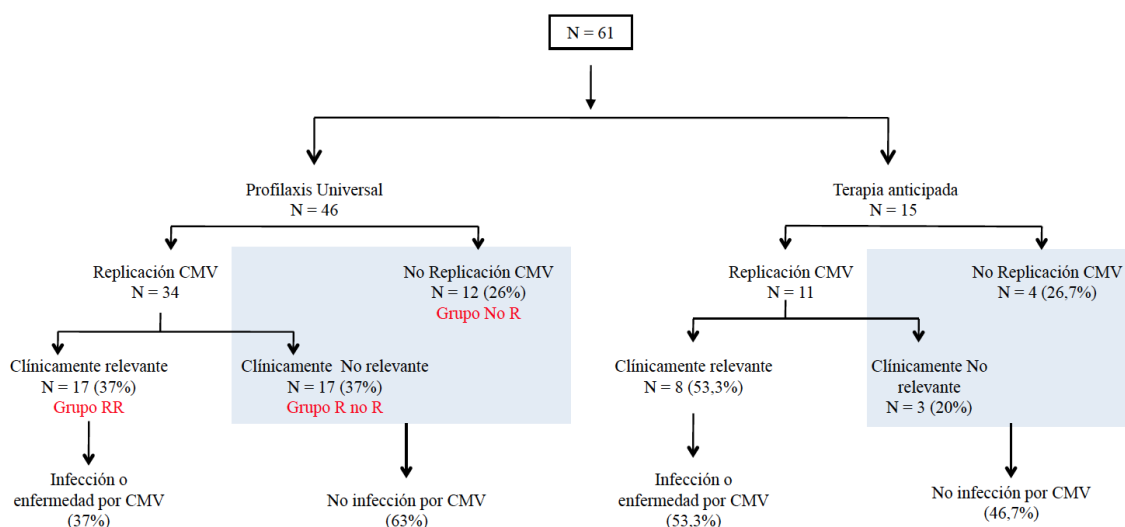 N = 61
Profilaxis Universal
N = 46
Terapia anticipada
N = 15
Replicación CMV
N = 34
No Replicación CMV
N = 12 (26%)
Grupo No R
Replicación CMV
N = 11
No Replicación CMV
N = 4 (26,7%)
Clínicamente relevante
N = 17 (37%)
Grupo RR
Clínicamente No relevante
N = 17 (37%)
Grupo R no R
Clínicamente relevante
N = 8 (53,3%)
Clínicamente No
relevante
N = 3 (20%)
Infección o
enfermedad por CMV
(37%)
No infección por CMV
(63%)
Infección o
enfermedad por CMV
(53,3%)
No infección por CMV
(46,7%)